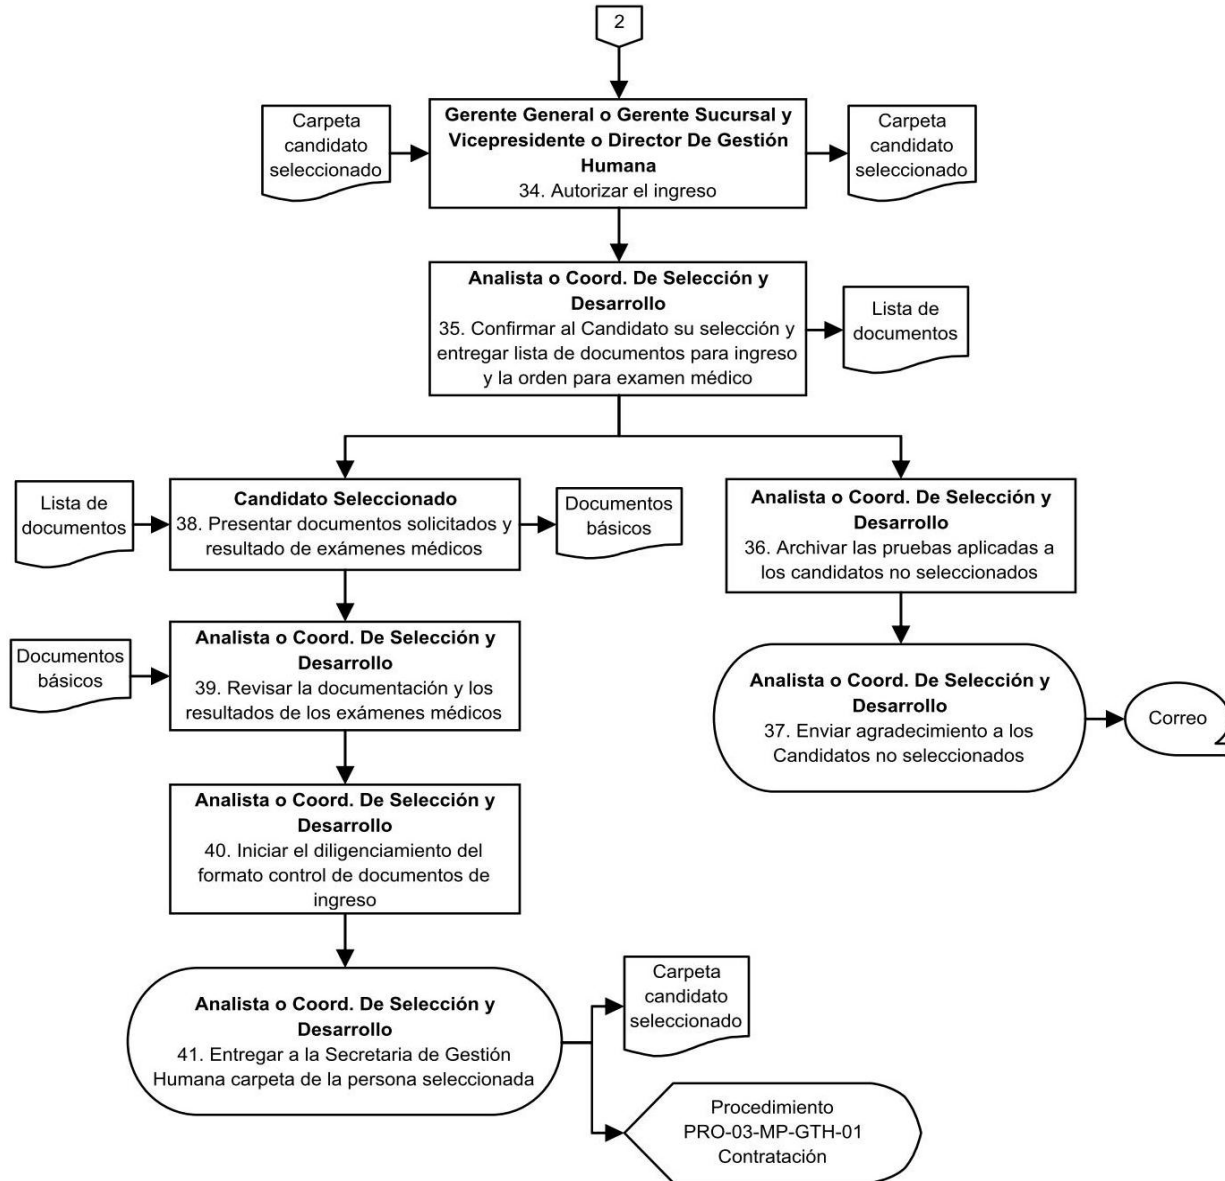 2
Carpeta
candidato
seleccionado
Gerente General o Gerente Sucursal y
Vicepresidente o Director De Gestión
Humana
34. Autorizar el ingreso
Carpeta
candidato
seleccionado
Analista o Coord. De Selección y
Desarrollo
35. Confirmar al Candidato su selección y
entregar lista de documentos para ingreso
y la orden para examen médico
Lista de
documentos
Lista de
documentos
Candidato Seleccionado
38. Presentar documentos solicitados y
resultado de exámenes médicos
Documentos
básicos
Analista o Coord. De Selección y
Desarrollo
36. Archivar las pruebas aplicadas a
los candidatos no seleccionados
Documentos
básicos
Analista o Coord. De Selección y
Desarrollo
39. Revisar la documentación y los
resultados de los exámenes médicos
Analista o Coord. De Selección y
Desarrollo
37. Enviar agradecimiento a los
Candidatos no seleccionados
Correo
Analista o Coord. De Selección y
Desarrollo
40. Iniciar el diligenciamiento del
formato control de documentos de
ingreso
Analista o Coord. De Selección y
Desarrollo
41. Entregar a la Secretaria de Gestión
Humana carpeta de la persona seleccionada
Carpeta
candidato
seleccionado
Procedimiento
PRO-03-MP-GTH-01
Contratación